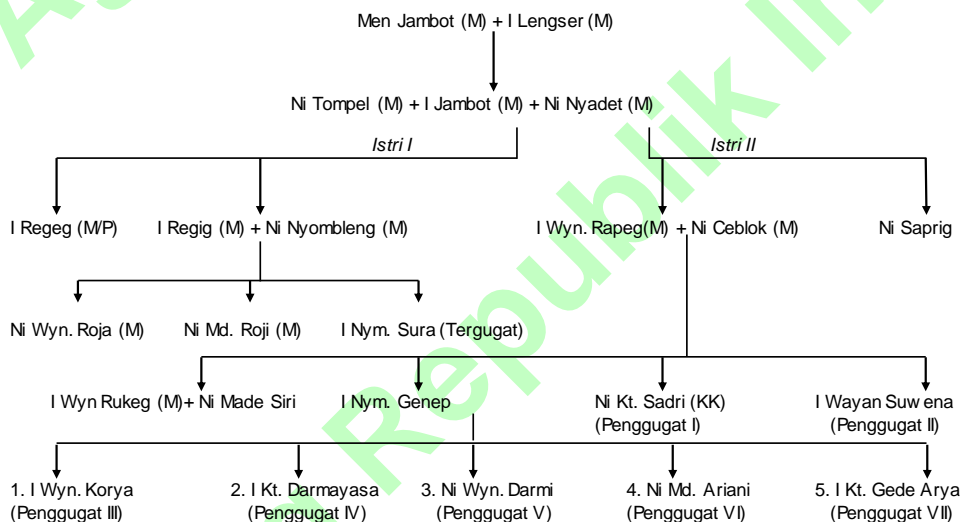 Men Jambot (M) + I Lengser (M)
Ni Tompel (M) + I Jambot (M) + Ni Nyadet (M)
Istri I
Istri II
I Regeg (M/P)
I Regig (M) + Ni Nyombleng (M)
I Wyn. Rapeg(M) + Ni Ceblok (M)
Ni Saprig
Ni Wyn. Roja (M)
Ni Md. Roji (M)
I Nym. Sura (Tergugat)
I Wyn Rukeg (M)+ Ni Made Siri
I Nym. Genep
Ni Kt. Sadri (KK)
(Penggugat I)
I Wayan Suwena
(Penggugat II)
1. I Wyn. Korya
(Penggugat III)
2. I Kt. Darmayasa
(Penggugat IV)
3. Ni Wyn. Darmi
(Penggugat V)
4. Ni Md. Ariani
(Penggugat VI)
5. I Kt. Gede Arya
(Penggugat VII)
Republik In